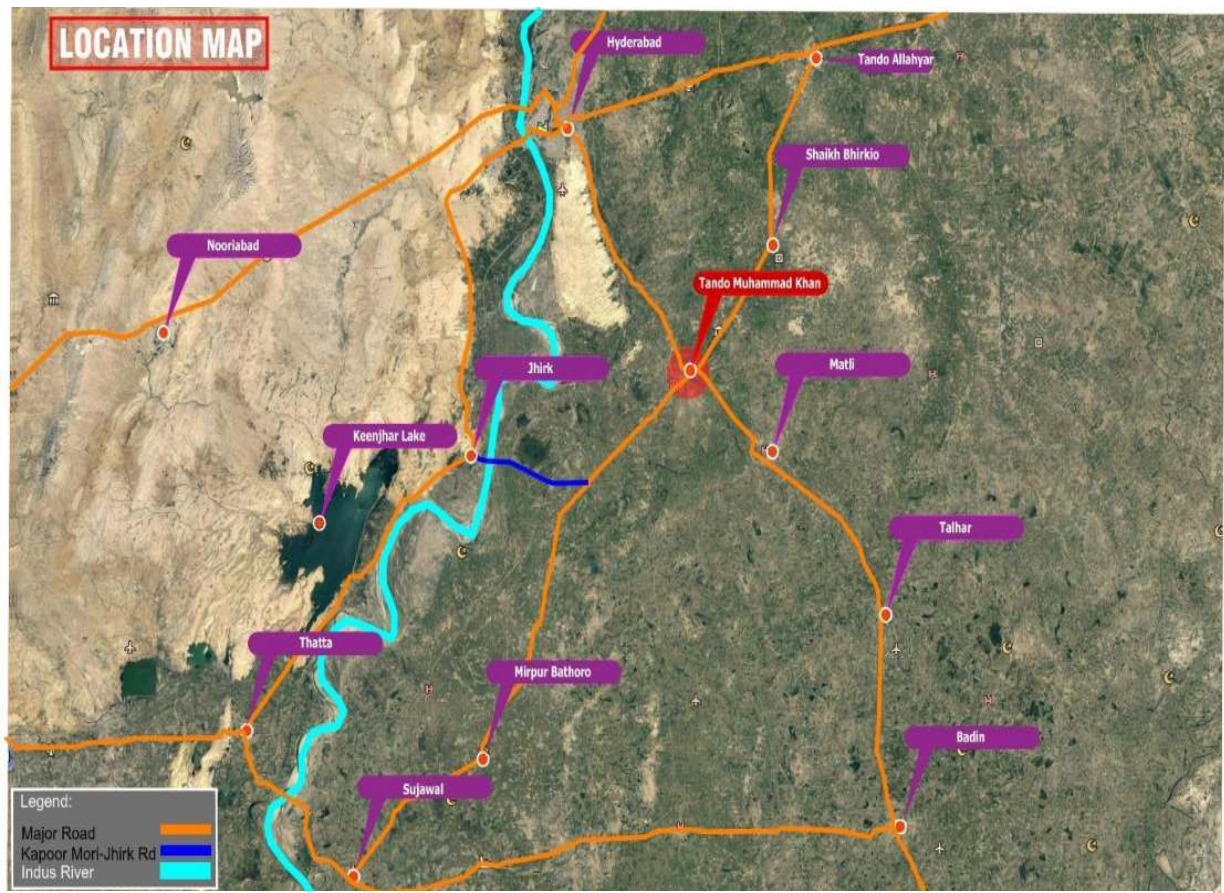 LOCATION MAP
Hyderabad
Tando Allahyar
Shaikh Bhirkio
Nooriabad
Tando Muhammad Khan
Jhirk
Matli
Keenjhar Lake
Talhar
Thatta
Mirpur Bathoro
Badin
Sujawal
Legend:
Major Road
Kapoor Mori-Jhirk Rd
Indus River